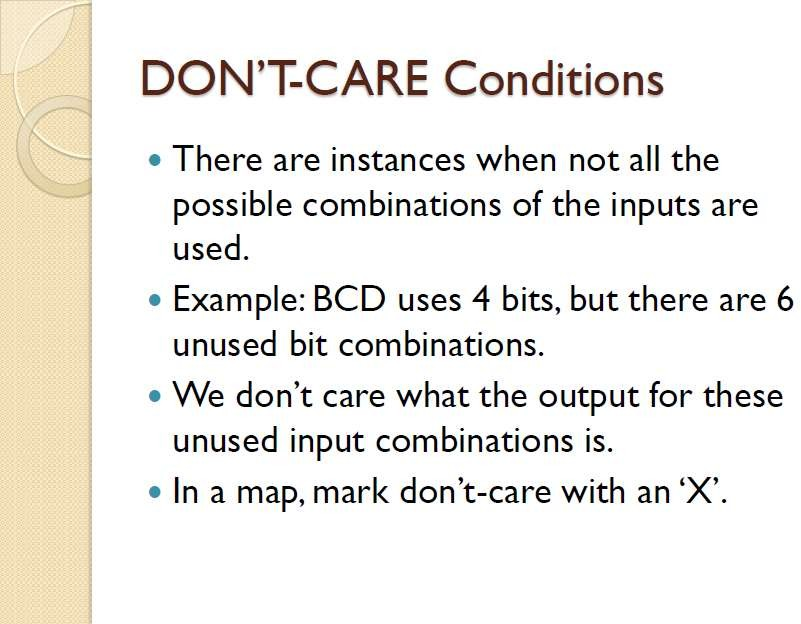 DON’T-CARE Conditions
• There are instances when not all the
possible combinations of the inputs are
used.
• Example: BCD uses 4 bits, but there are 6
unused bit combinations.
• We don’t care what the output for these
unused input combinations is.
• In a map, mark don’t-care with an ‘X’.